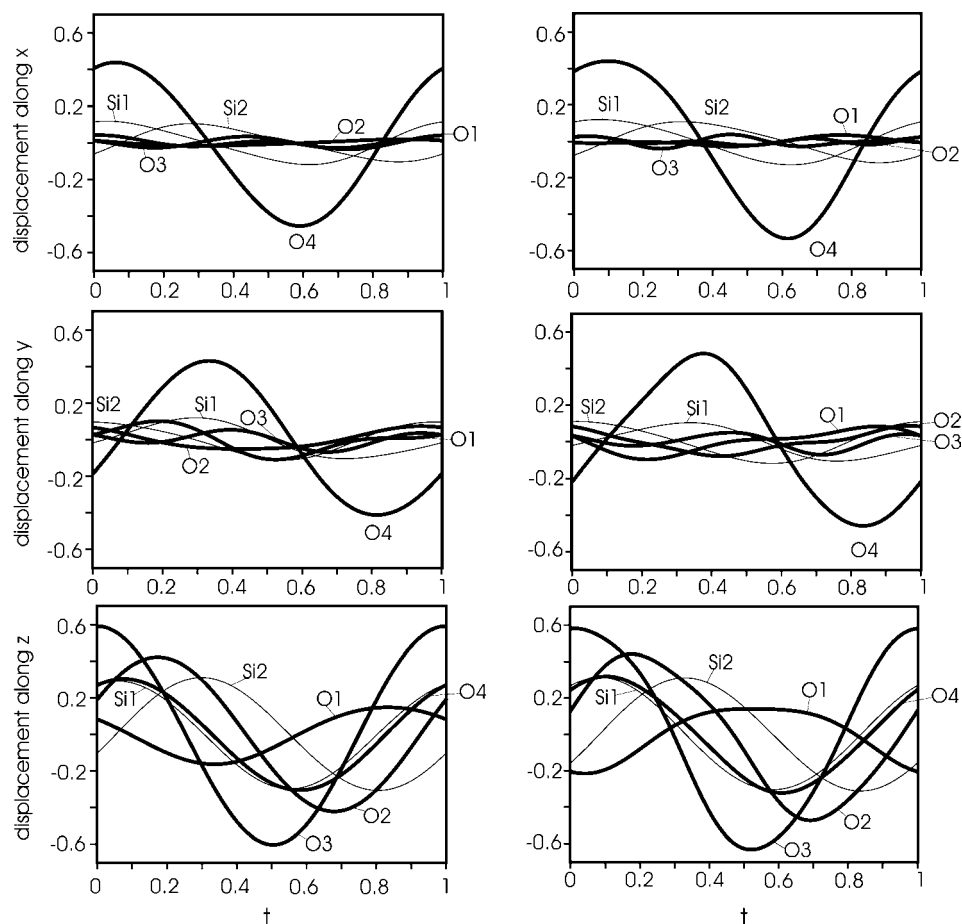 displacement along x
0.6
0.2
-0.2
-0.6
Si1
Si2
O2
O1
O3
O4
0 0.2 0.4 0.6 0.8 1
0.6
0.2
-0.2
-0.6
Si1
Si2
O1
O2
O3
O4
0 0.2 0.4 0.6 0.8 1
displacement along y
0.6
0.2
-0.2
-0.6
Si2
Si1
O3
O1
O2
O4
0 0.2 0.4 0.6 0.8 1
0.6
0.2
-0.2
-0.6
Si2
Si1
O1
O2
O3
O4
0 0.2 0.4 0.6 0.8 1
displacement along z
0.6
0.2
-0.2
-0.6
Si1
Si2
O1
O4
O2
O3
0 0.2 0.4 0.6 0.8 1
t
0.6
0.2
-0.2
-0.6
Si1
Si2
O1
O4
O2
O3
0 0.2 0.4 0.6 0.8 1
t